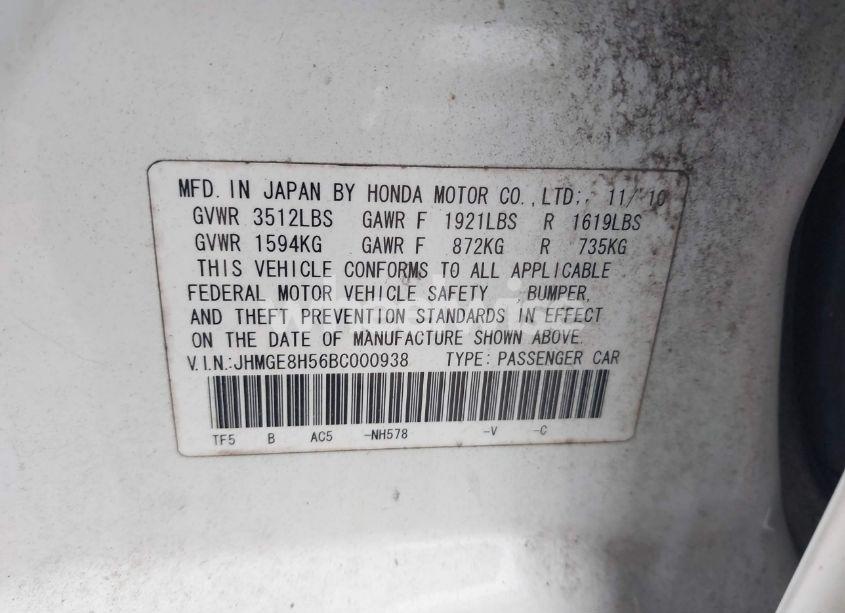 MFD. IN JAPAN BY HONDA MOTOR CO., LTD; , 11/ 10
GVWR 3512LBS GAWR F 1921LBS R 1619LBS
GVWR 1594KG GAWR F 872KG R 735KG
THIS VEHICLE CONFORMS TO ALL APPLICABLE
FEDERAL MOTOR VEHICLE SAFETY , BUMPER,
AND THEFT PREVENTION STANDARDS IN EFFECT
ON THE DATE OF MANUFACTURE SHOWN ABOVE.
V.I.N.:JHMGE8H56BC000938 TYPE: PASSENGER CAR
TF5 B AC5 -NH578 -V -C